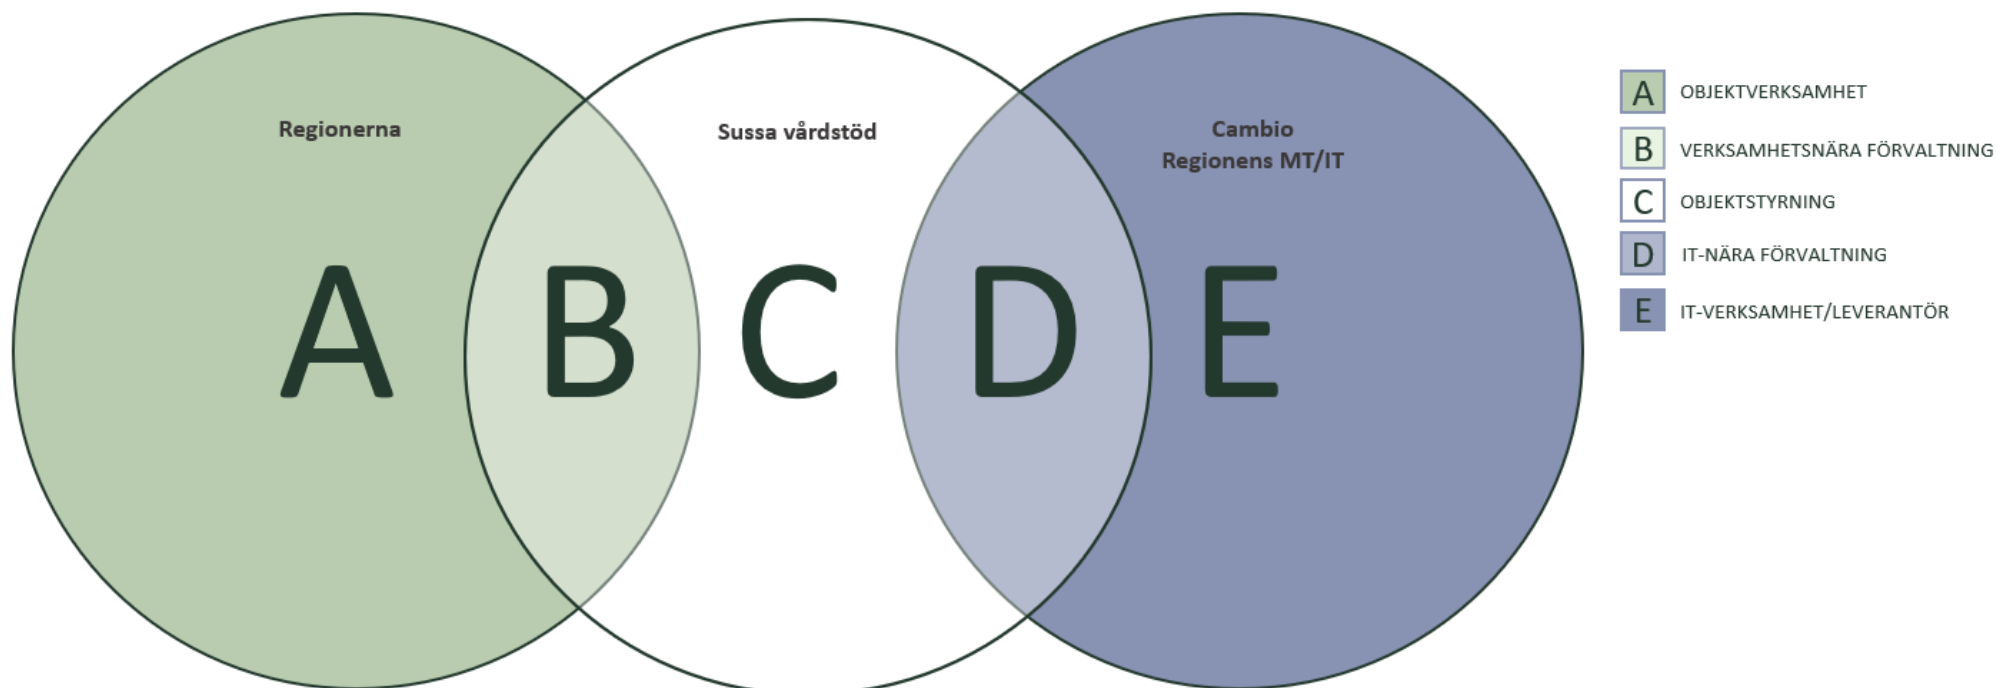 Regionerna
Sussa vårdstöd
Cambio
Regionens MT/IT
A
B
C
D
E
A OBJEKTVERKSAMHET
B VERKSAMHETSNÄRA FÖRVALTNING
C OBJEKTSTYRNING
D IT-NÄRA FÖRVALTNING
E IT-VERKSAMHET/LEVERANTÖR